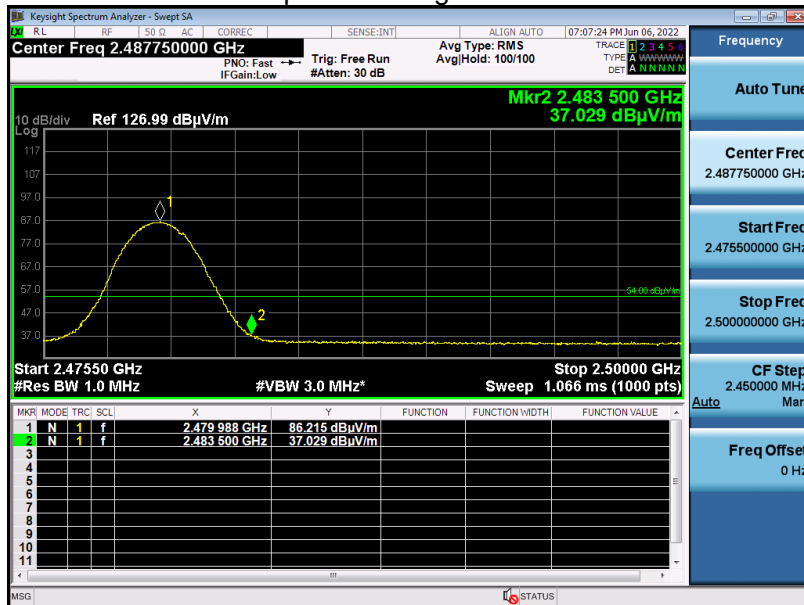 Keysight Spectrum Analyzer - Swept SA
LXI RL RF 50 Ω AC CORREC SENSE:INT ALIGN AUTO 07:07:24 PM Jun 06, 2022
Center Freq 2.487750000 GHz
PNO: Fast
IFGain:Low
Trig: Free Run
#Atten: 30 dB
Avg Type: RMS
Avg|Hold: 100/100
TRACE 1 2 3 4 5 6
TYPE A WWWWW
DET A N N N N N
Mkr2 2.483 500 GHz
37.029 dBµV/m
10 dB/div Ref 126.99 dBµV/m
Log
117
107
97.0
87.0
77.0
67.0
57.0
47.0
37.0
1
2
54.00 dBµV/m
Start 2.47550 GHz Stop 2.50000 GHz
#Res BW 1.0 MHz #VBW 3.0 MHz* Sweep 1.066 ms (1000 pts)
MKR MODE TRC SCL X Y FUNCTION FUNCTION WIDTH FUNCTION VALUE
1 N 1 f 2.479 988 GHz 86.215 dBµV/m
2 N 1 f 2.483 500 GHz 37.029 dBµV/m
3
4
5
6
7
8
9
10
11
MSG STATUS
Frequency
Auto Tune
Center Freq
2.487750000 GHz
Start Freq
2.475500000 GHz
Stop Freq
2.500000000 GHz
CF Step
2.450000 MHz
Auto Man
Freq Offset
0 Hz